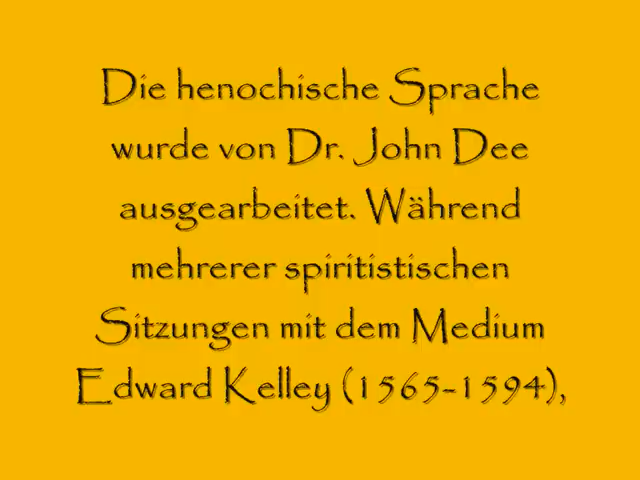 Die henochische Sprache
wurde von Dr. John Dee
ausgearbeitet. Während
mehrerer spiritistischen
Sitzungen mit dem Medium
Edward Kelley (1565-1594),